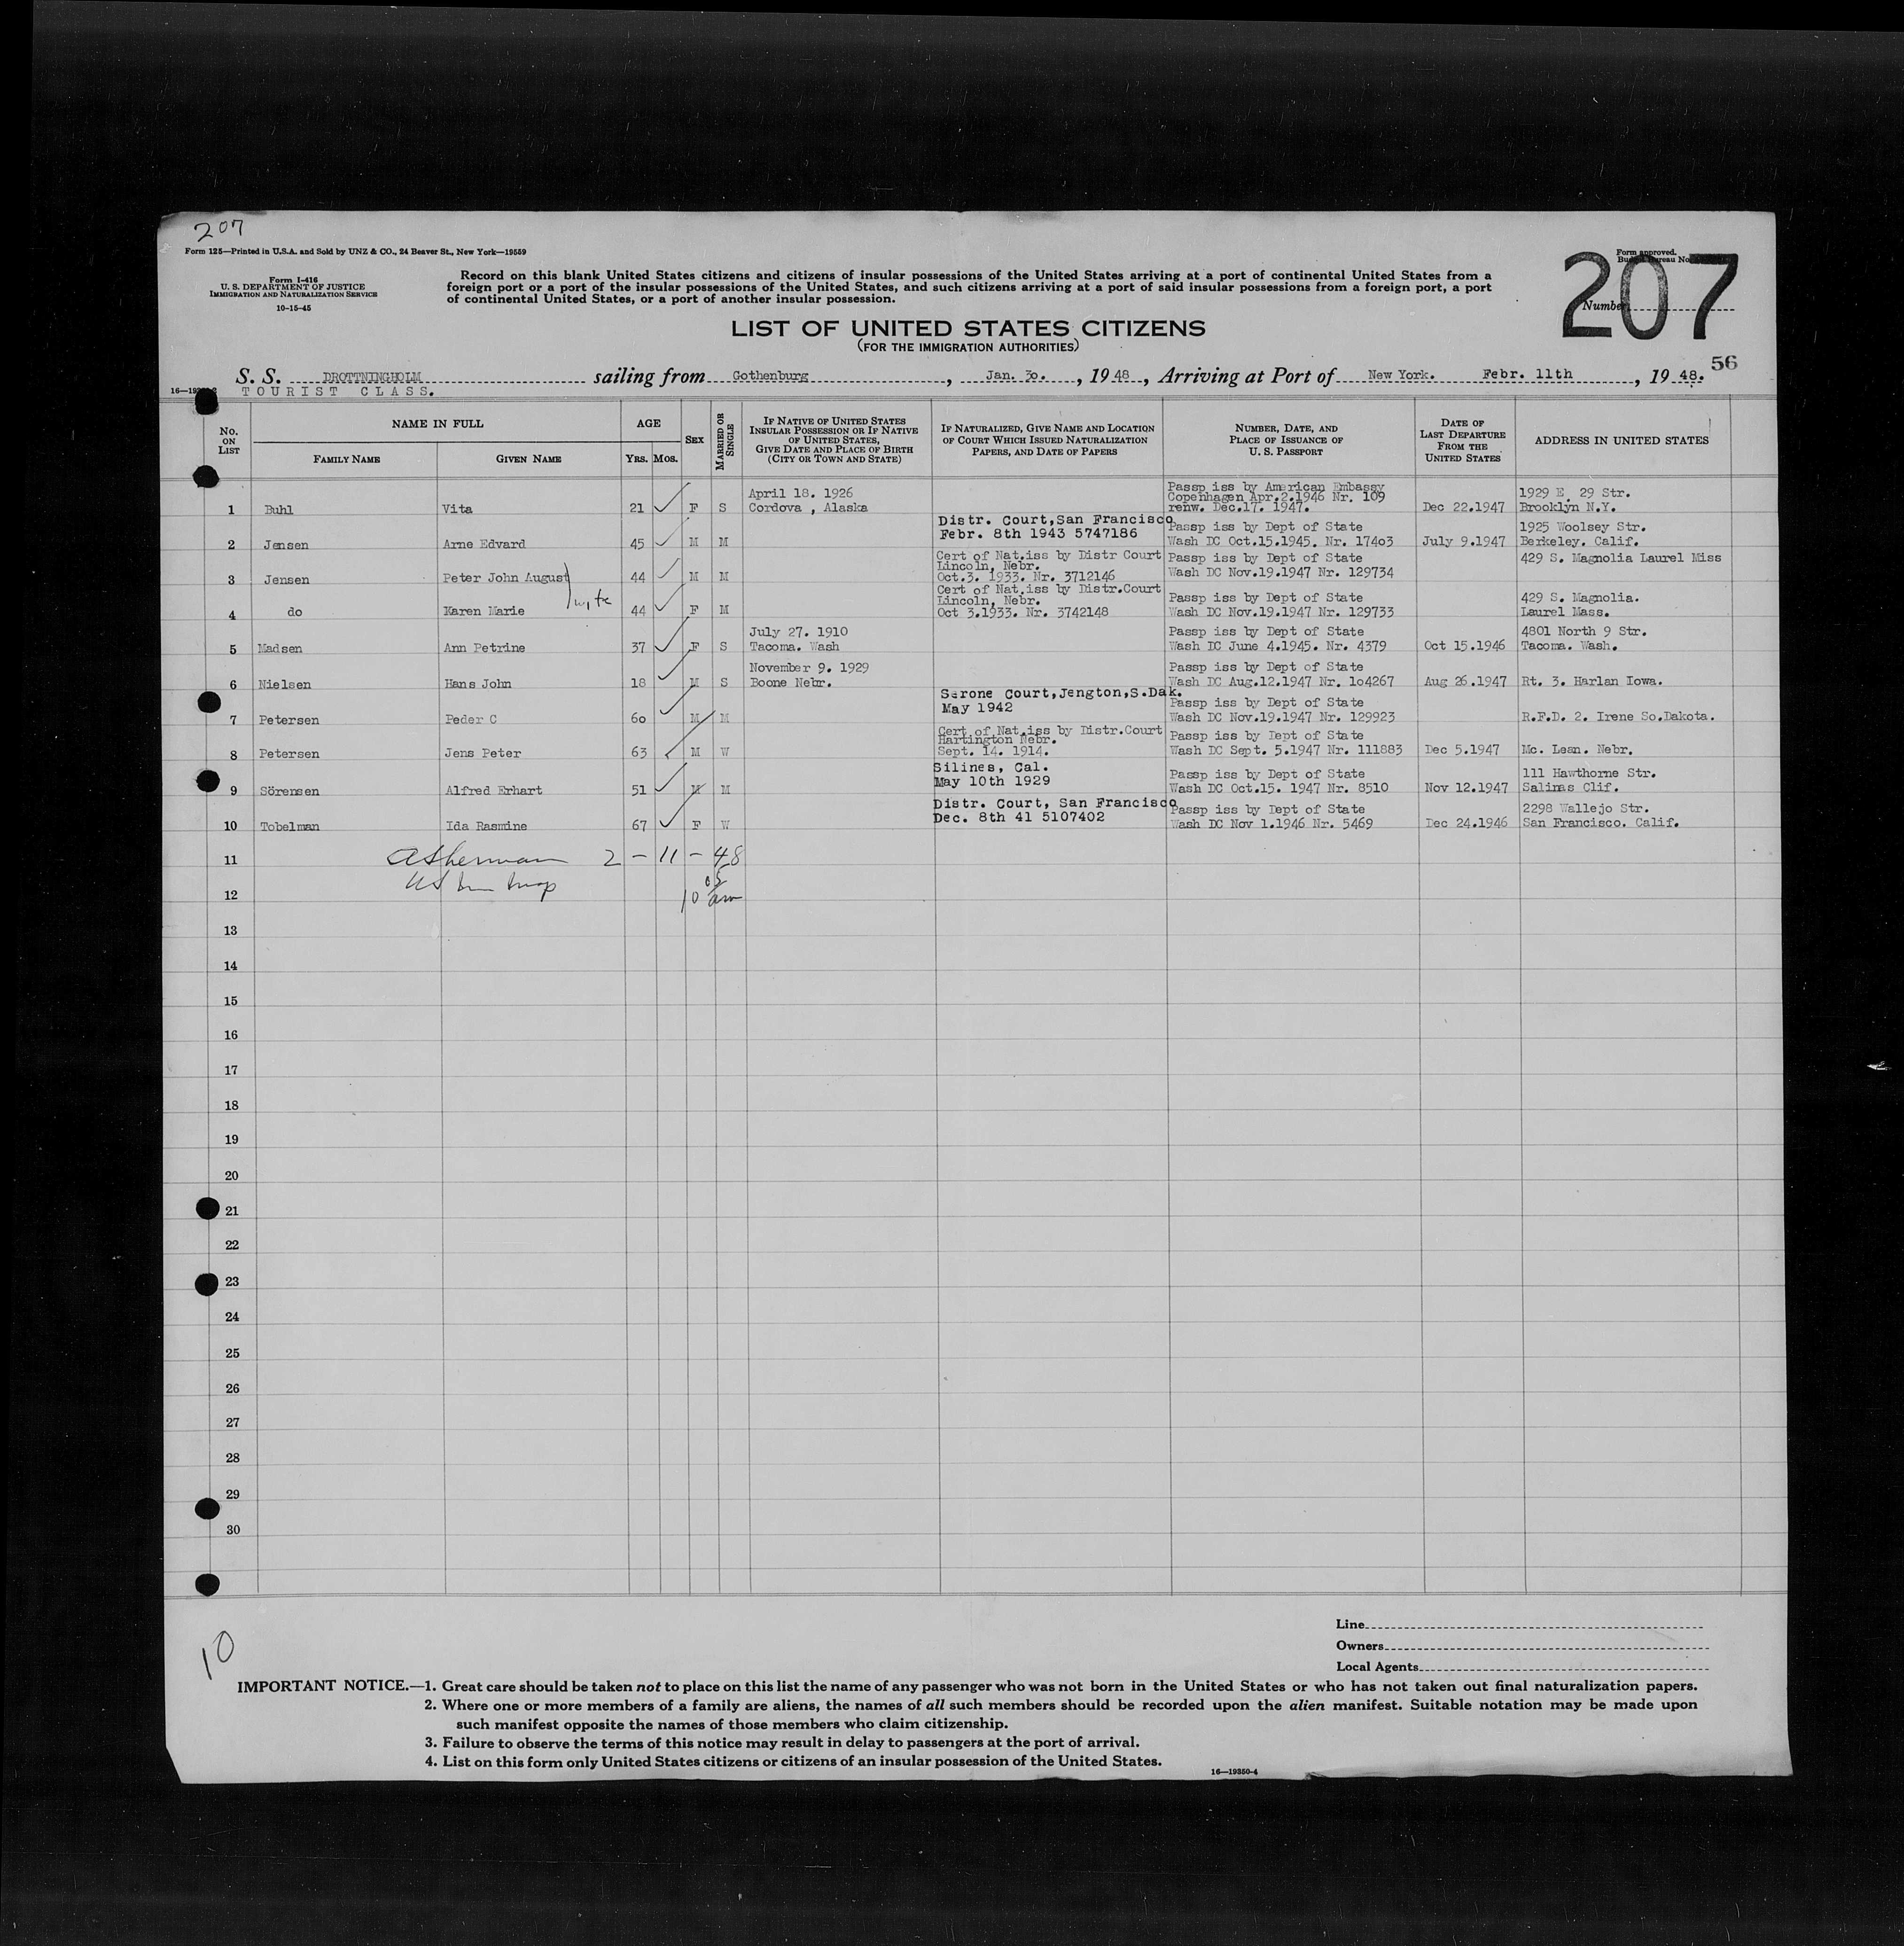 207
Form 125—Printed in U.S.A. and Sold by UNZ & CO., 24 Beaver St., New York—19559
Form I-416
U. S. DEPARTMENT OF JUSTICE
IMMIGRATION AND NATURALIZATION SERVICE
10-15-45
Record on this blank United States citizens and citizens of insular possessions of the United States arriving at a port of continental United States from a
foreign port or a port of the insular possessions of the United States, and such citizens arriving at a port of said insular possessions from a foreign port, a port
of continental United States, or a port of another insular possession.
Form approved.
Number
207
LIST OF UNITED STATES CITIZENS
(FOR THE IMMIGRATION AUTHORITIES)
56
S. S. DROTTNINGHOLM sailing from Gothenburg, Jan. 3o., 19 48, Arriving at Port of New York. Febr. 11th, 19 48.
TOURIST CLASS.
No. ON LIST
NAME IN FULL
FAMILY NAME
GIVEN NAME
AGE
YRS. MOS.
SEX
MARRIED OR SINGLE
IF NATIVE OF UNITED STATES
INSULAR POSSESSION OR IF NATIVE
OF UNITED STATES,
GIVE DATE AND PLACE OF BIRTH
(CITY OR TOWN AND STATE)
IF NATURALIZED, GIVE NAME AND LOCATION
OF COURT WHICH ISSUED NATURALIZATION
PAPERS, AND DATE OF PAPERS
NUMBER, DATE, AND
PLACE OF ISSUANCE OF
U. S. PASSPORT
DATE OF
LAST DEPARTURE
FROM THE
UNITED STATES
ADDRESS IN UNITED STATES
April 18. 1926 Passp iss by American Embassy
Copenhagen Apr.2.1946 Nr. 109 1929 E. 29 Str.
1 Buhl Vita 21 F S Cordova , Alaska renw. Dec.17. 1947. Dec 22.1947 Brooklyn N.Y.
Distr. Court,San Francisco Passp iss by Dept of State 1925 Woolsey Str.
2 Jensen Arne Edvard 45 M M Febr. 8th 1943 5747186 Wash DC Oct.15.1945. Nr. 174o3 July 9.1947 Berkeley. Calif.
Cert of Nat.iss by Distr Court Passp iss by Dept of State 429 S. Magnolia Laurel Miss
Lincoln, Nebr.
3 Jensen Peter John August 44 M M Oct.3. 1933. Nr. 3712146 Wash DC Nov.19.1947 Nr. 129734
wife
Cert of Nat.iss by Distr.Court
Lincoln, Nebr. Passp iss by Dept of State 429 S. Magnolia.
4 do Karen Marie 44 F M Oct 3.1933. Nr. 3742148 Wash DC Nov.19.1947 Nr. 129733 Laurel Mass.
July 27. 1910 Passp iss by Dept of State 4801 North 9 Str.
5 Madsen Ann Petrine 37 F S Tacoma. Wash Wash DC June 4.1945. Nr. 4379 Oct 15.1946 Tacoma. Wash.
November 9. 1929 Passp iss by Dept of State
6 Nielsen Hans John 18 M S Boone Nebr. Wash DC Aug.12.1947 Nr. 1o4267 Aug 26.1947 Rt. 3. Harlan Iowa.
Serone Court,Jengton,S.Dak. Passp iss by Dept of State
May 1942
7 Petersen Peder C 6o M M Wash DC Nov.19.1947 Nr. 129923 R.F.D. 2. Irene So.Dakota.
Cert of Nat.iss by Distr.Court
Hartington Nebr. Passp iss by Dept of State
8 Petersen Jens Peter 63 M W Sept. 14. 1914. Wash DC Sept. 5.1947 Nr. 111883 Dec 5.1947 Mc. Lean. Nebr.
Silines, Cal. Passp iss by Dept of State 111 Hawthorne Str.
9 Sörensen Alfred Erhart 51 M M May 10th 1929 Wash DC Oct.15. 1947 Nr. 8510 Nov 12.1947 Salinas Clif.
Distr. Court, San Francisco Passp iss by Dept of State 2298 Wallejo Str.
10 Tobelman Ida Rasmine 67 F W Dec. 8th 41 5107402 Wash DC Nov 1.1946 Nr. 5469 Dec 24.1946 San Francisco. Calif.
11 2 - 11 - 48
12 10 05 am
13
14
15
16
17
18
19
20
21
22
23
24
25
26
27
28
29
30
Line
Owners
Local Agents
10
IMPORTANT NOTICE.—1. Great care should be taken not to place on this list the name of any passenger who was not born in the United States or who has not taken out final naturalization papers.
2. Where one or more members of a family are aliens, the names of all such members should be recorded upon the alien manifest. Suitable notation may be made upon
such manifest opposite the names of those members who claim citizenship.
3. Failure to observe the terms of this notice may result in delay to passengers at the port of arrival.
4. List on this form only United States citizens or citizens of an insular possession of the United States.
16—19350-4